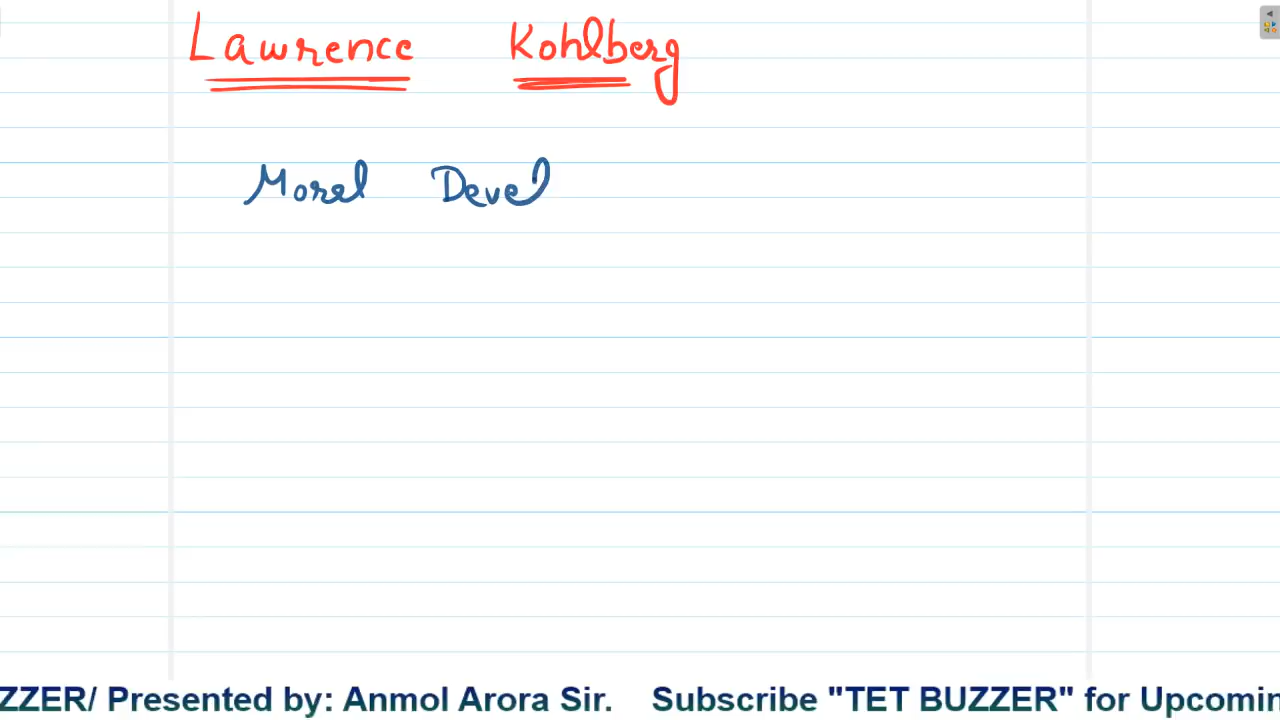 Lawrence Kohlberg
Morel Devel
ZZER/ Presented by: Anmol Arora Sir. Subscribe "TET BUZZER" for Upcomin